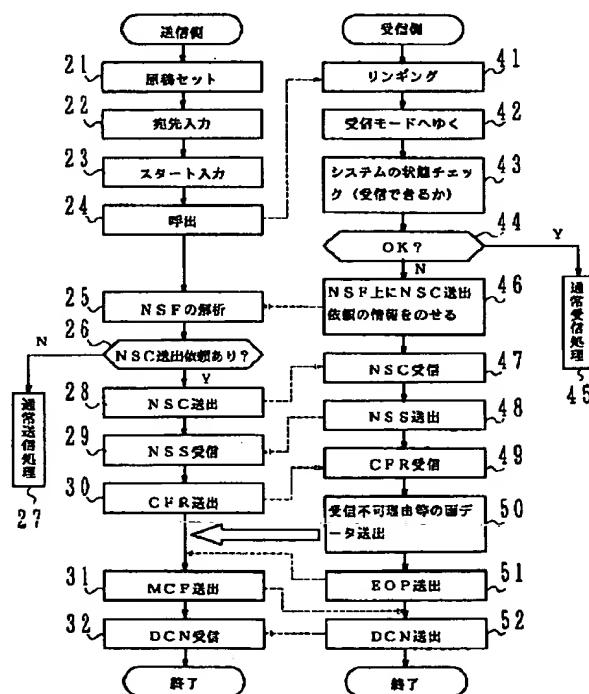 送信側
21
原稿セット
22
宛先入力
23
スタート入力
24
呼出
25
NSFの解析
26
NSC送出依頼あり?
N
Y
通常送信処理
27
28
NSC送出
29
NSS受信
30
CFR送出
31
MCF送出
32
DCN受信
終了
受信側
41
リンギング
42
受信モードへゆく
43
システムの状態チェッ
ク(受信できるか)
44
OK?
Y
N
通常受信処理
45
46
NSF上にNSC送出
依頼の情報をのせる
47
NSC受信
48
NSS送出
49
CFR受信
50
受信不可理由等の画デ
ータ送出
51
EOP送出
52
DCN送出
終了